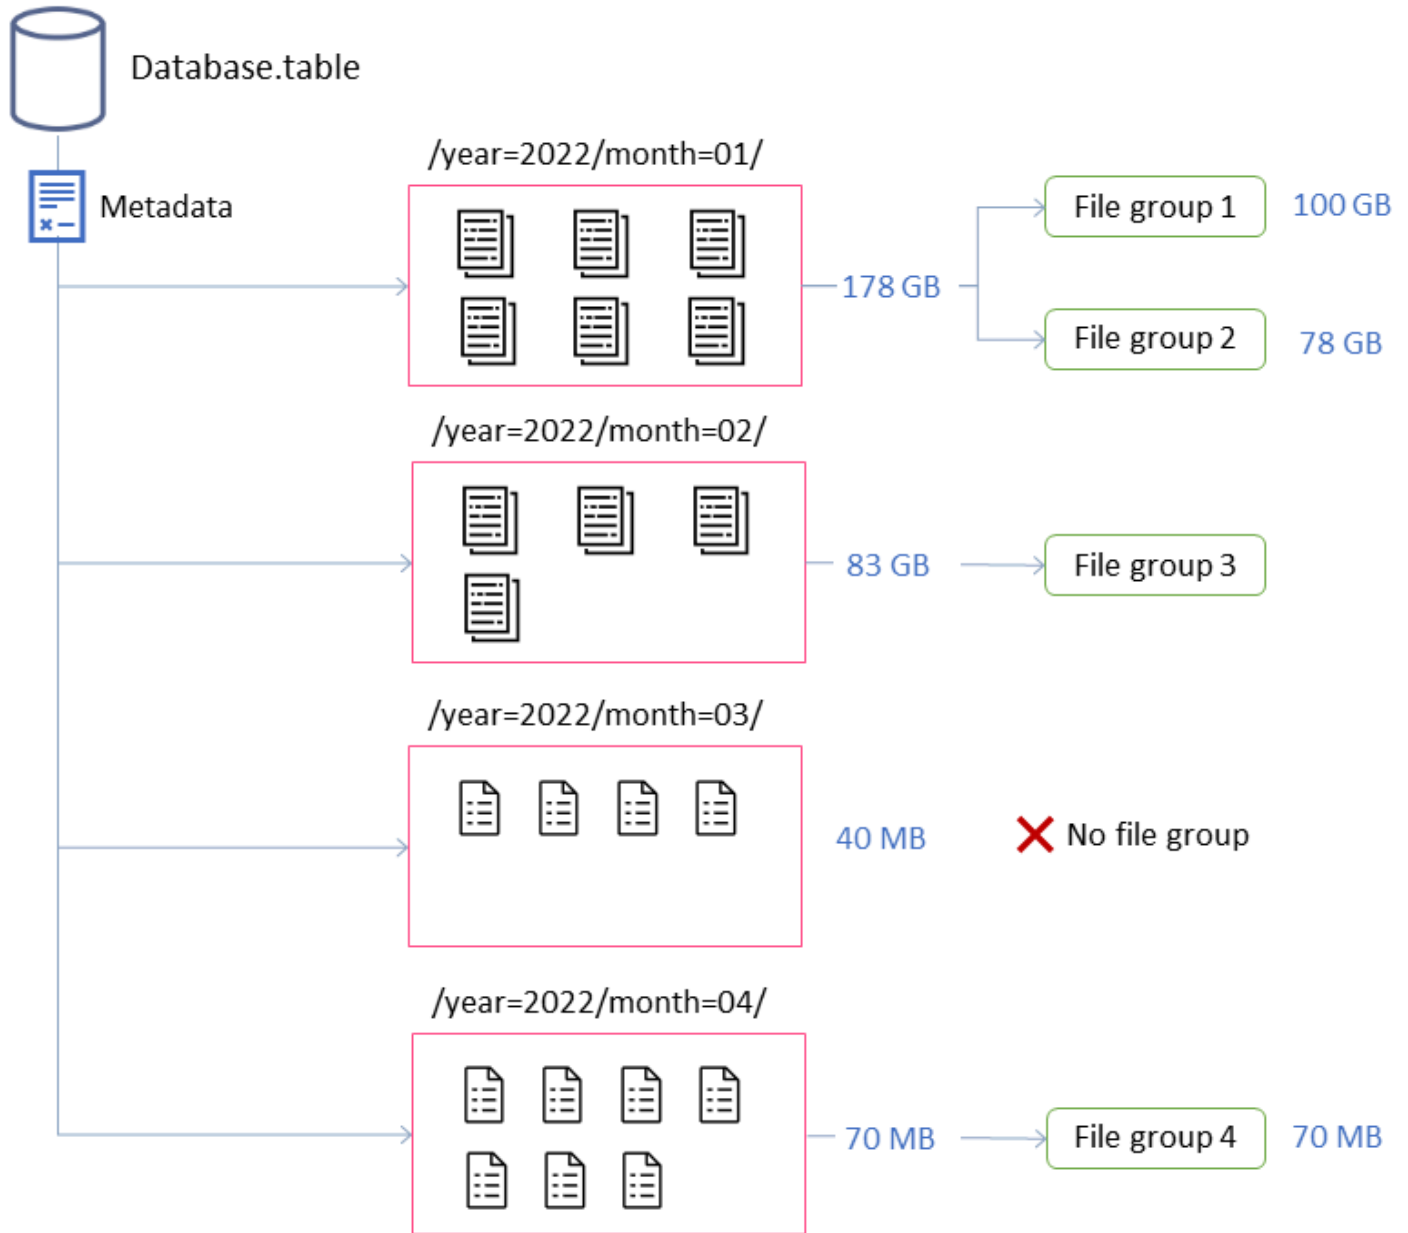 Database.table
Metadata
/year=2022/month=01/
178 GB
File group 1
100 GB
File group 2
78 GB
/year=2022/month=02/
83 GB
File group 3
/year=2022/month=03/
40 MB
No file group
/year=2022/month=04/
70 MB
File group 4
70 MB